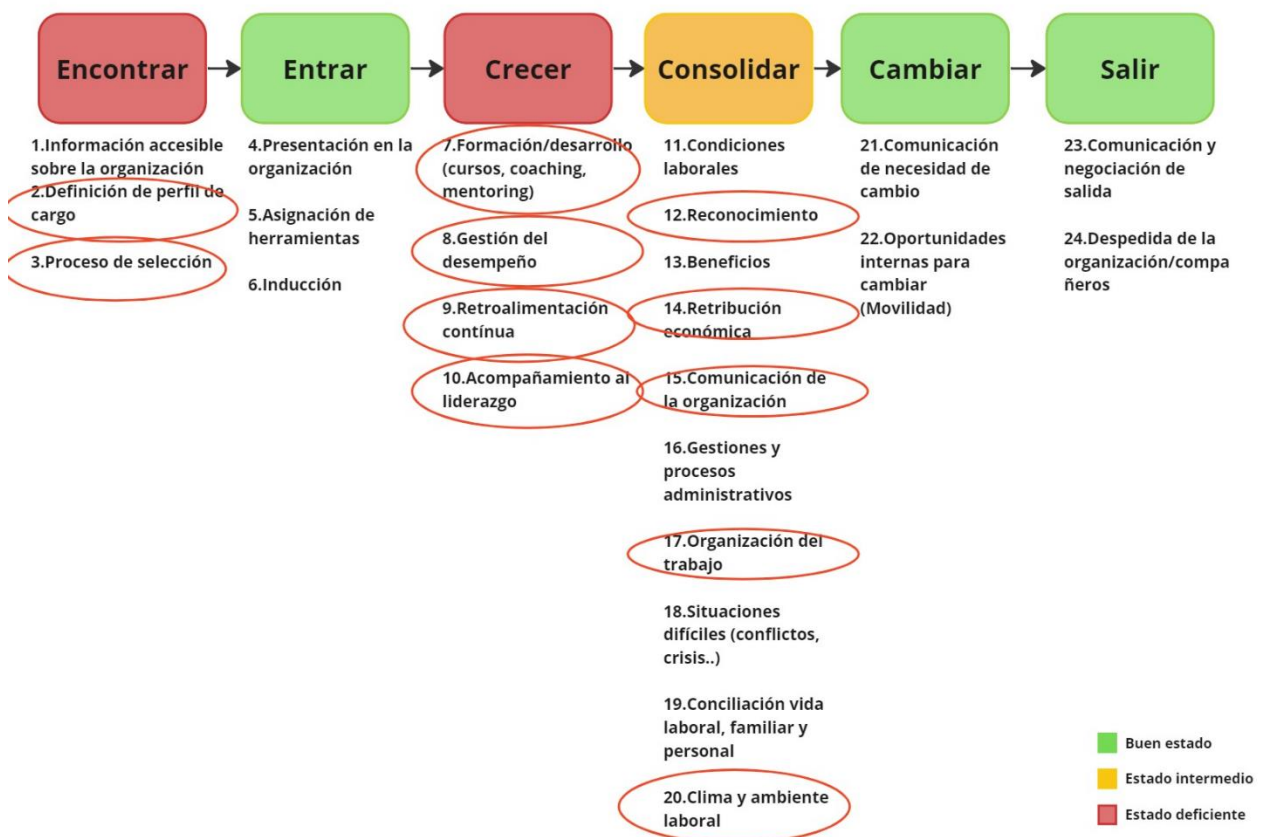 Encontrar
Entrar
Crecer
Consolidar
Cambiar
Salir
1.Información accesible
sobre la organización
2.Definición de perfil de
cargo
3.Proceso de selección
4.Presentación en la
organización
5.Asignación de
herramientas
6.Inducción
7.Formación/desarrollo
(cursos, coaching,
mentoring)
8.Gestión del
desempeño
9.Retroalimentación
contínua
10.Acompañamiento al
liderazgo
11.Condiciones
laborales
12.Reconocimiento
13.Beneficios
14.Retribución
económica
15.Comunicación de
la organización
16.Gestiones y
procesos
administrativos
17.Organización del
trabajo
18.Situaciones
difíciles (conflictos,
crisis..)
19.Conciliación vida
laboral, familiar y
personal
20.Clima y ambiente
laboral
21.Comunicación
de necesidad de
cambio
22.Oportunidades
internas para
cambiar
(Movilidad)
23.Comunicación y
negociación de
salida
24.Despedida de la
organización/compa
ñeros
Buen estado
Estado intermedio
Estado deficiente